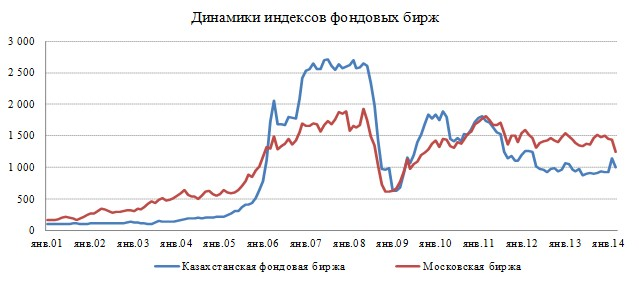 Динамики индексов фондовых бирж
3 000
2 500
2 000
1 500
1 000
500
0
янв.01 янв.02 янв.03 янв.04 янв.05 янв.06 янв.07 янв.08 янв.09 янв.10 янв.11 янв.12 янв.13 янв.14
Казахстанская фондовая биржа Московская биржа